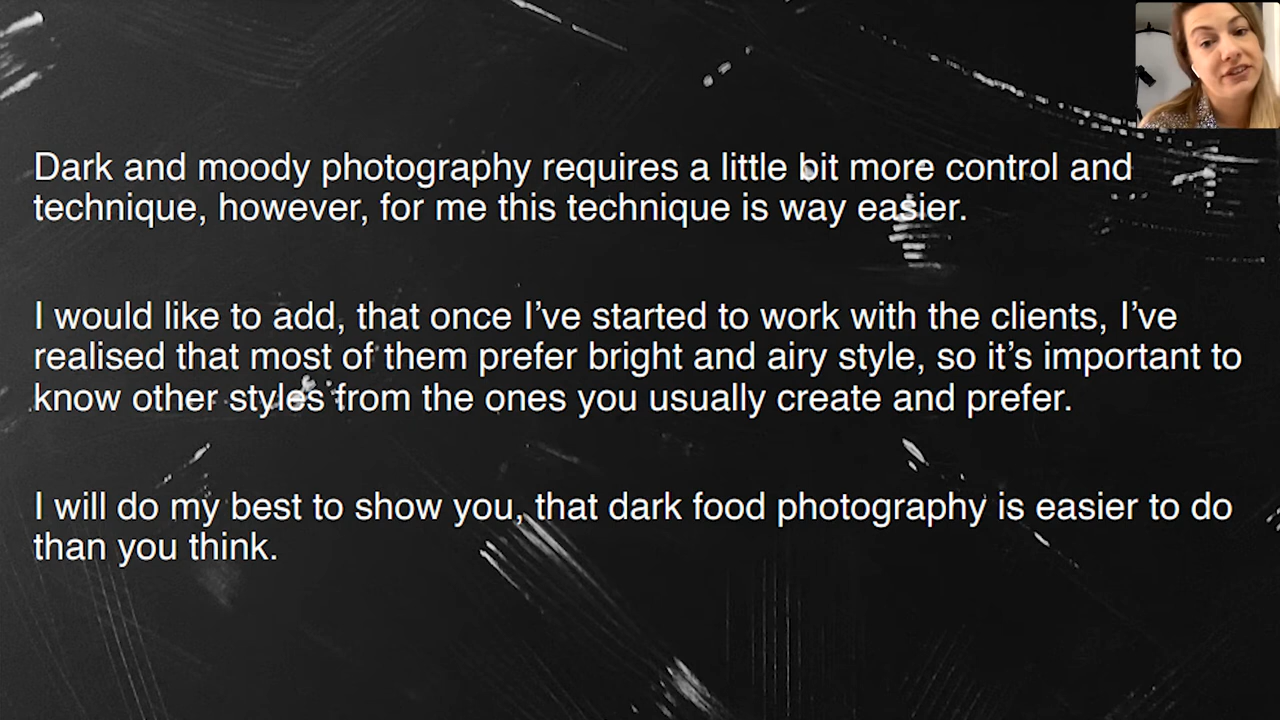 Dark and moody photography requires a little bit more control and
technique, however, for me this technique is way easier.
I would like to add, that once I’ve started to work with the clients, I’ve
realised that most of them prefer bright and airy style, so it’s important to
know other styles from the ones you usually create and prefer.
I will do my best to show you, that dark food photography is easier to do
than you think.